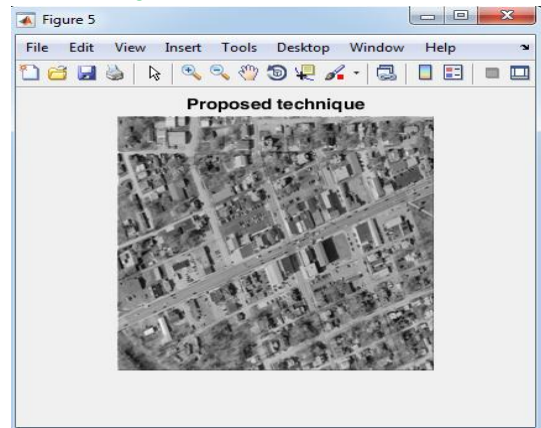 Figure 5
File Edit View Insert Tools Desktop Window Help
Proposed technique